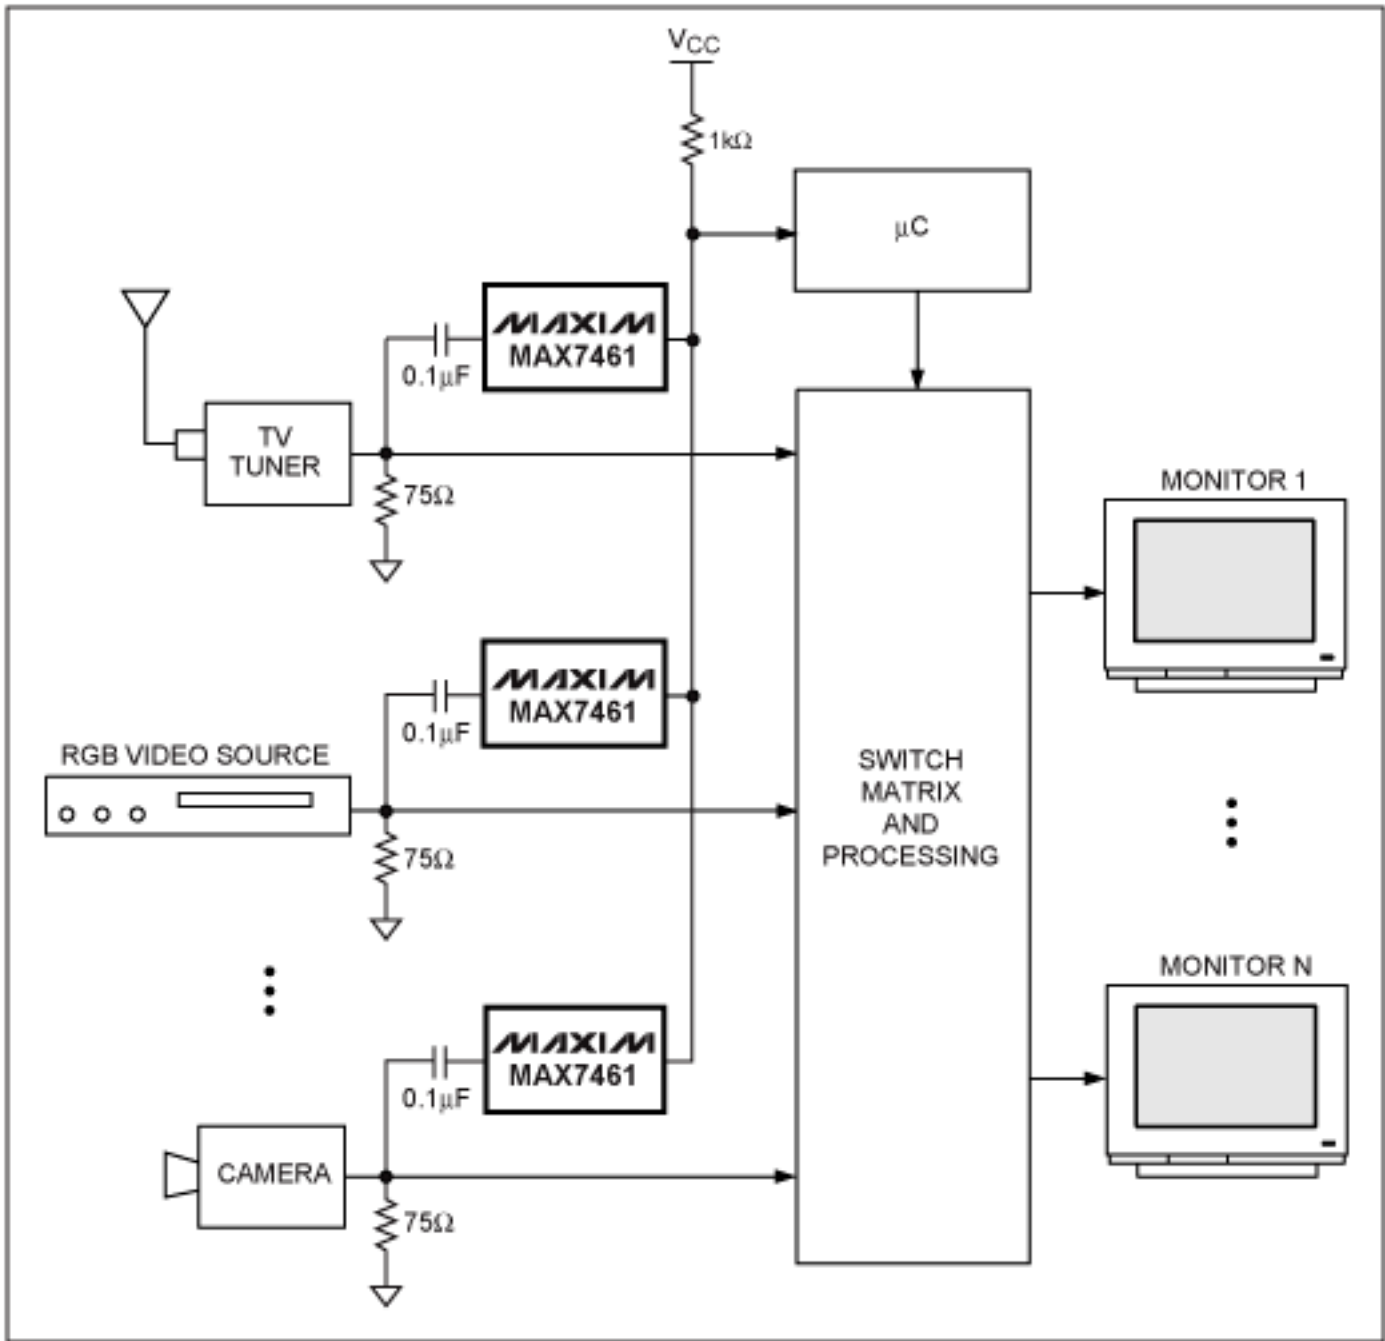 VCC
1kΩ
μC
MAXIM
MAX7461
0.1μF
TV
TUNER
75Ω
MONITOR 1
MAXIM
MAX7461
0.1μF
RGB VIDEO SOURCE
75Ω
SWITCH
MATRIX
AND
PROCESSING
MONITOR N
MAXIM
MAX7461
0.1μF
CAMERA
75Ω